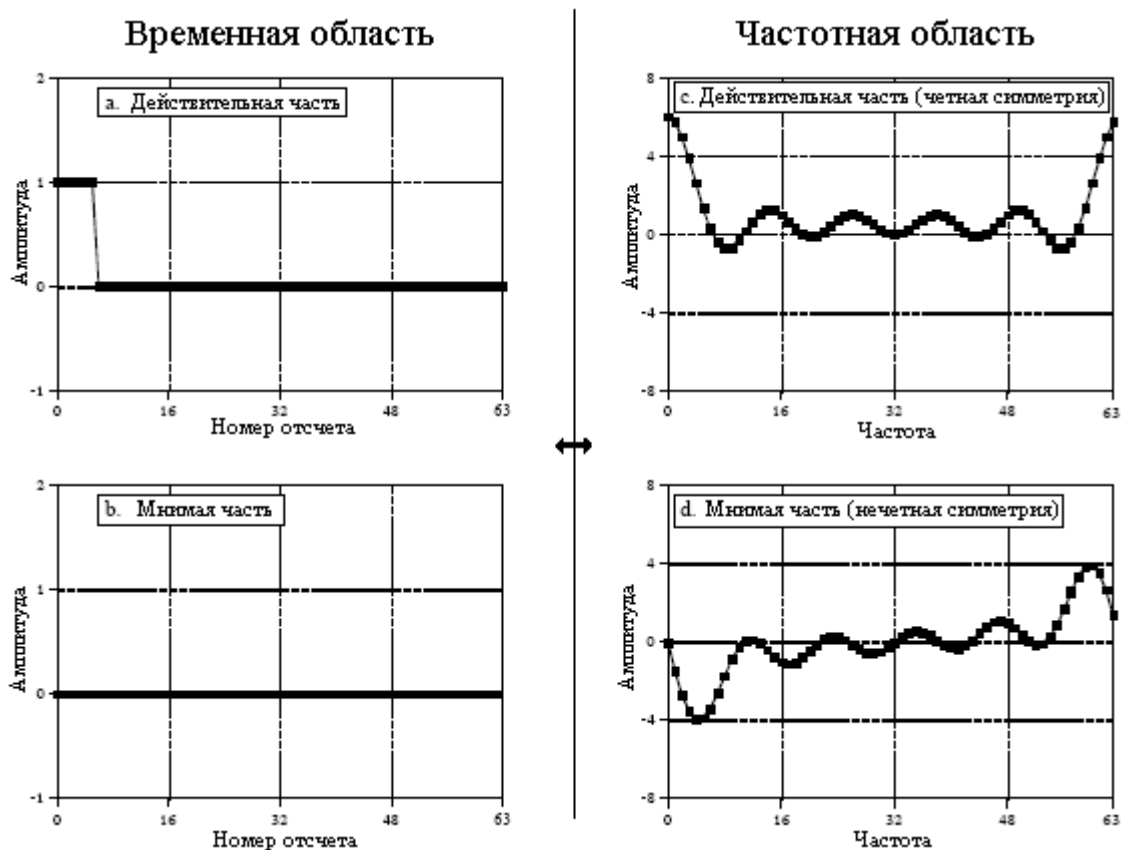 Временная область
Частотная область
2
1
0
-1
Амплитуда
a. Действительная часть
0 16 32 48 63
Номер отсчета
8
4
0
-4
-8
Амплитуда
c. Действительная часть (четная симметрия)
0 16 32 48 63
Частота
2
1
0
-1
Амплитуда
b. Мнимая часть
0 16 32 48 63
Номер отсчета
8
4
0
-4
-8
Амплитуда
d. Мнимая часть (нечетная симметрия)
0 16 32 48 63
Частота